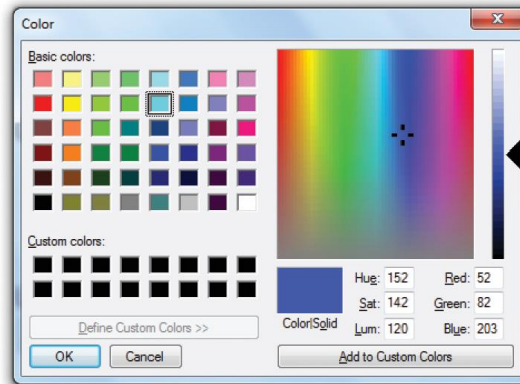 Color
Basic colors:
Custom colors:
Define Custom Colors >>
OK Cancel
Color|Solid
Hue: 152 Red: 52
Sat: 142 Green: 82
Lum: 120 Blue: 203
Add to Custom Colors